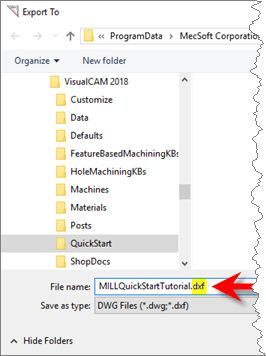 Export To
« ProgramData > MecSoft Corporation
Organize New folder
VisualCAM 2018
Customize
Data
Defaults
FeatureBasedMachiningKBs
HoleMachiningKBs
Machines
Materials
Posts
QuickStart
ShopDocs
File name: MILLQuickStartTutorial.dxf
Save as type: DWG Files (*.dwg;*.dxf)
Hide Folders